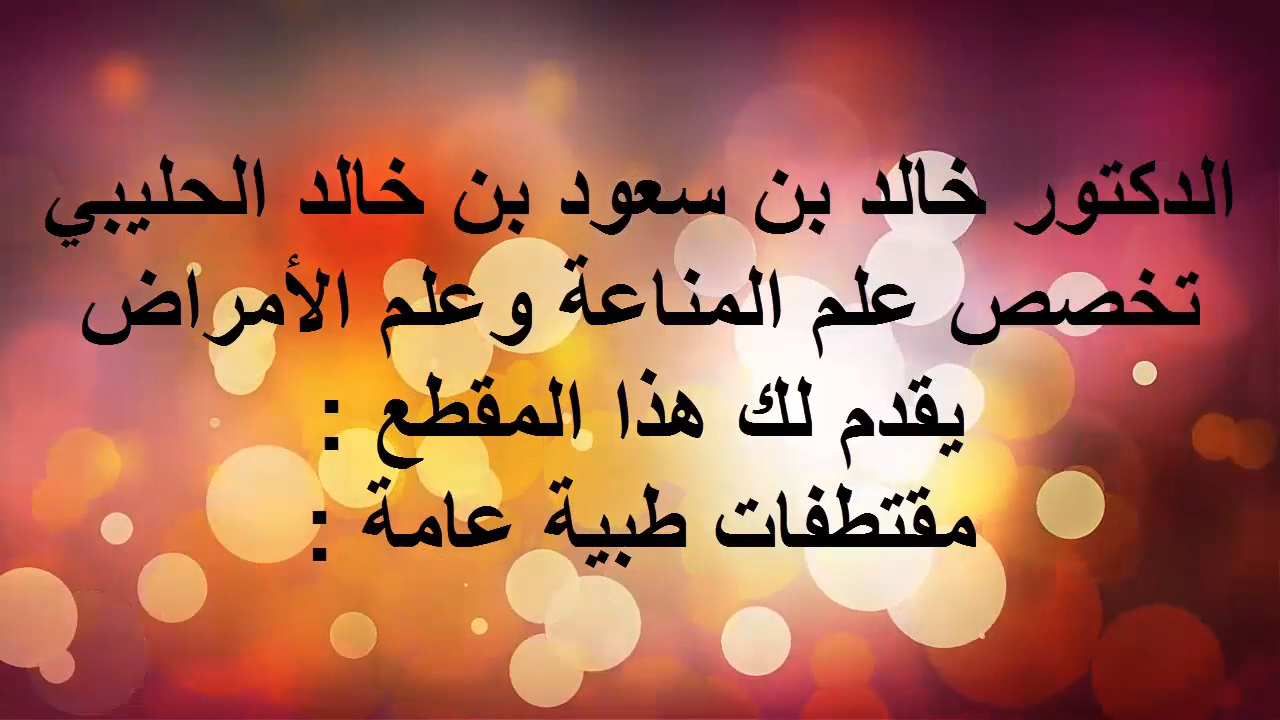 الدكتور خالد بن سعود بن خالد الحليبي
تخصص علم المناعة وعلم الأمراض
يقدم لك هذا المقطع :
مقتطفات طبية عامة :